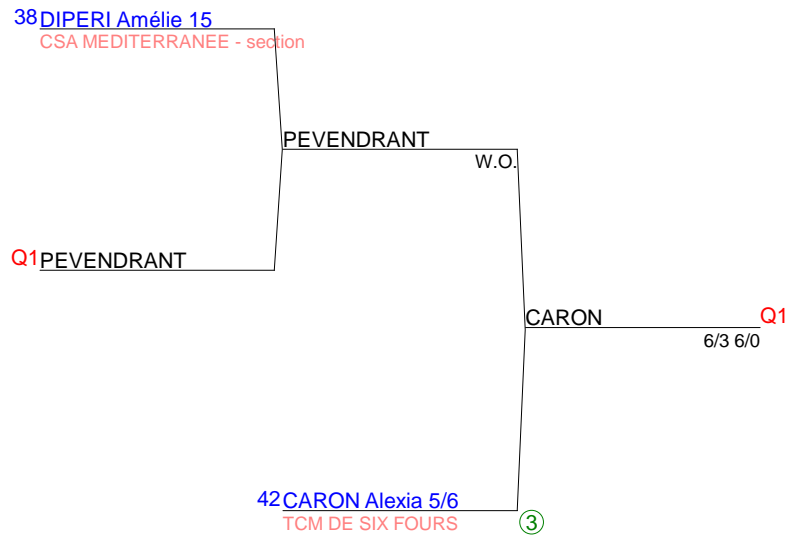 38 DIPERI Amélie 15
CSA MEDITERRANEE - section
PEVENDRANT
W.O.
Q1 PEVENDRANT
CARON Q1
6/3 6/0
42 CARON Alexia 5/6
TCM DE SIX FOURS
3